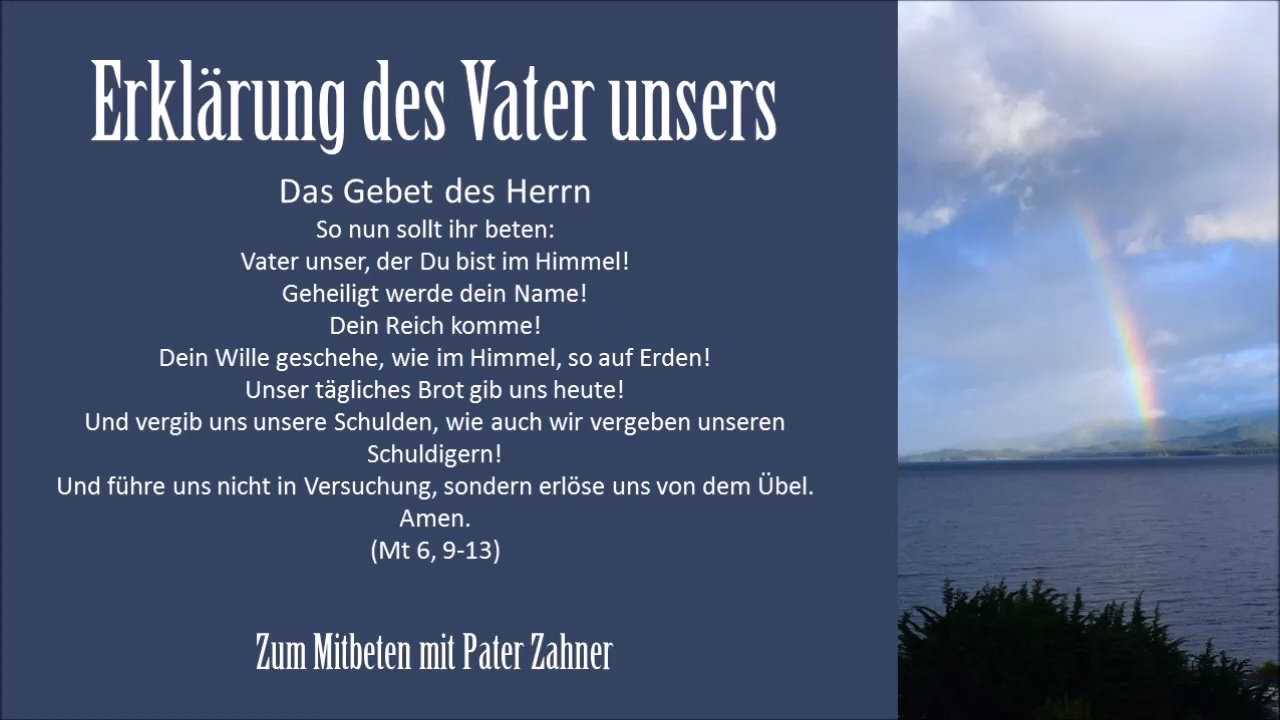 Erklärung des Vater unsers
Das Gebet des Herrn
So nun sollt ihr beten:
Vater unser, der Du bist im Himmel!
Geheiligt werde dein Name!
Dein Reich komme!
Dein Wille geschehe, wie im Himmel, so auf Erden!
Unser tägliches Brot gib uns heute!
Und vergib uns unsere Schulden, wie auch wir vergeben unseren
Schuldigern!
Und führe uns nicht in Versuchung, sondern erlöse uns von dem Übel.
Amen.
(Mt 6, 9-13)
Zum Mitbeten mit Pater Zahner